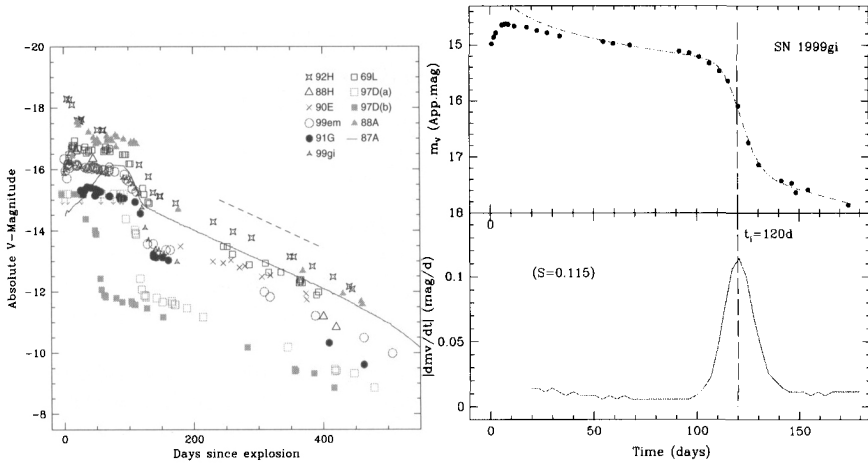 -20
-18
-16
-14
-12
-10
-8
Absolute V-Magnitude
0
200
400
Days since explosion
92H
88H
90E
99em
91G
99gi
69L
97D(a)
97D(b)
88A
87A
15
16
17
18
m_v (App.mag)
SN 1999gi
t_i=120d
(S=0.115)
0.1
0.05
0
|dmv/dt| (mag/d)
0
50
100
150
Time (days)